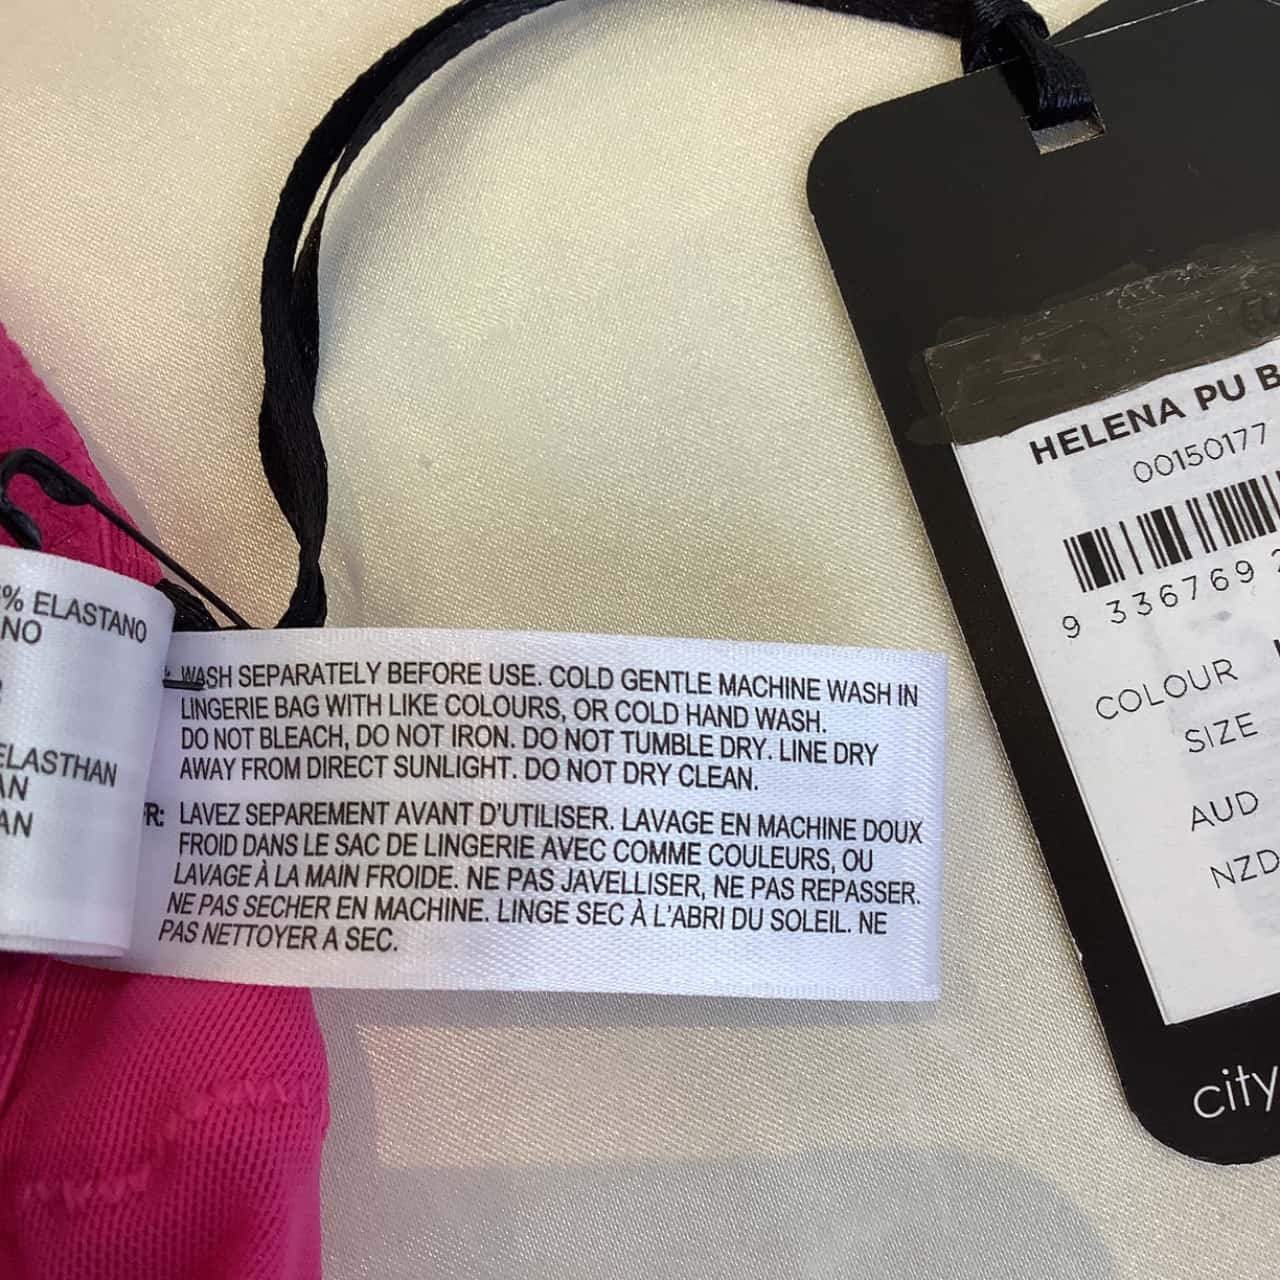 % ELASTANO
NO
ELASTHAN
AN
AN
WASH SEPARATELY BEFORE USE. COLD GENTLE MACHINE WASH IN
LINGERIE BAG WITH LIKE COLOURS, OR COLD HAND WASH.
DO NOT BLEACH, DO NOT IRON. DO NOT TUMBLE DRY. LINE DRY
AWAY FROM DIRECT SUNLIGHT. DO NOT DRY CLEAN.
FR: LAVEZ SEPAREMENT AVANT D'UTILISER. LAVAGE EN MACHINE DOUX
FROID DANS LE SAC DE LINGERIE AVEC COMME COULEURS, OU
LAVAGE À LA MAIN FROIDE. NE PAS JAVELLISER, NE PAS REPASSER.
NE PAS SECHER EN MACHINE. LINGE SEC À L'ABRI DU SOLEIL. NE
PAS NETTOYER A SEC.
HELENA PU B
00150177
9 336769 2
COLOUR
SIZE
AUD
NZD
city